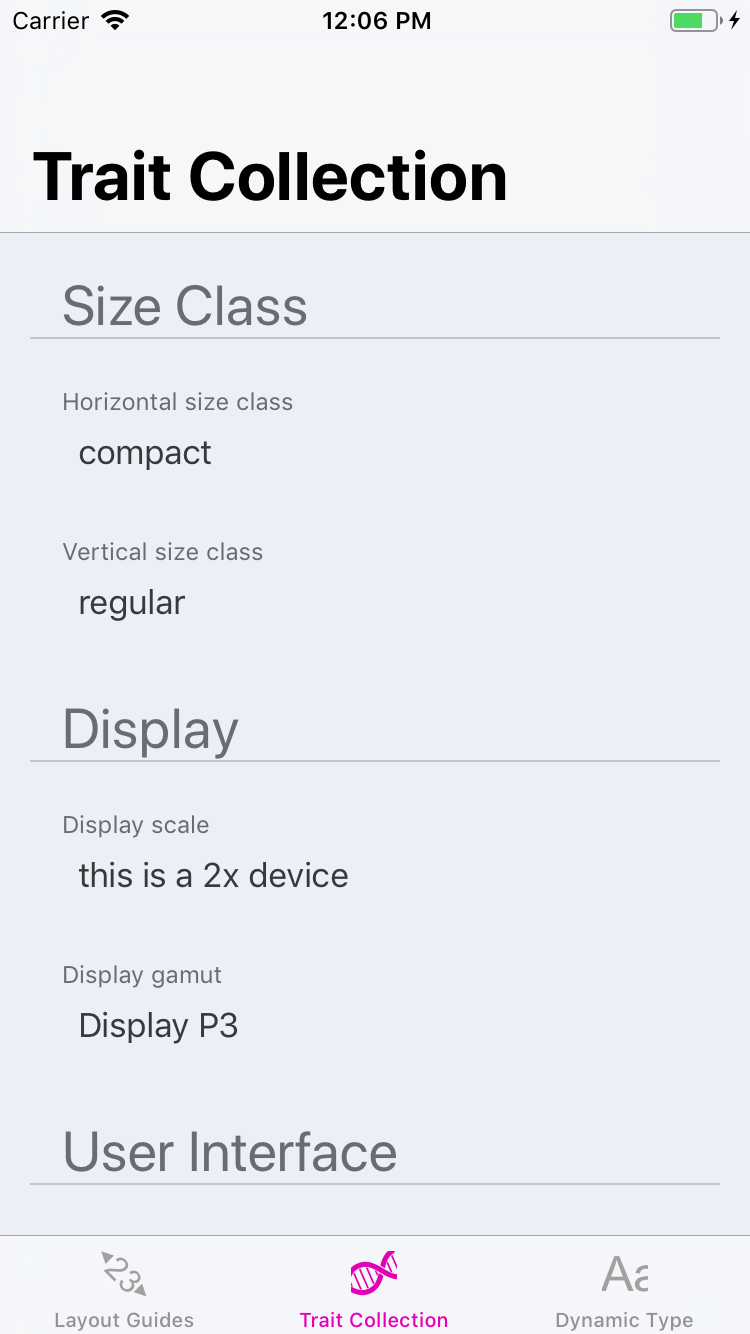 Carrier 12:06 PM
Trait Collection
Size Class
Horizontal size class
compact
Vertical size class
regular
Display
Display scale
this is a 2x device
Display gamut
Display P3
User Interface
23 Aa
Layout Guides Trait Collection Dynamic Type